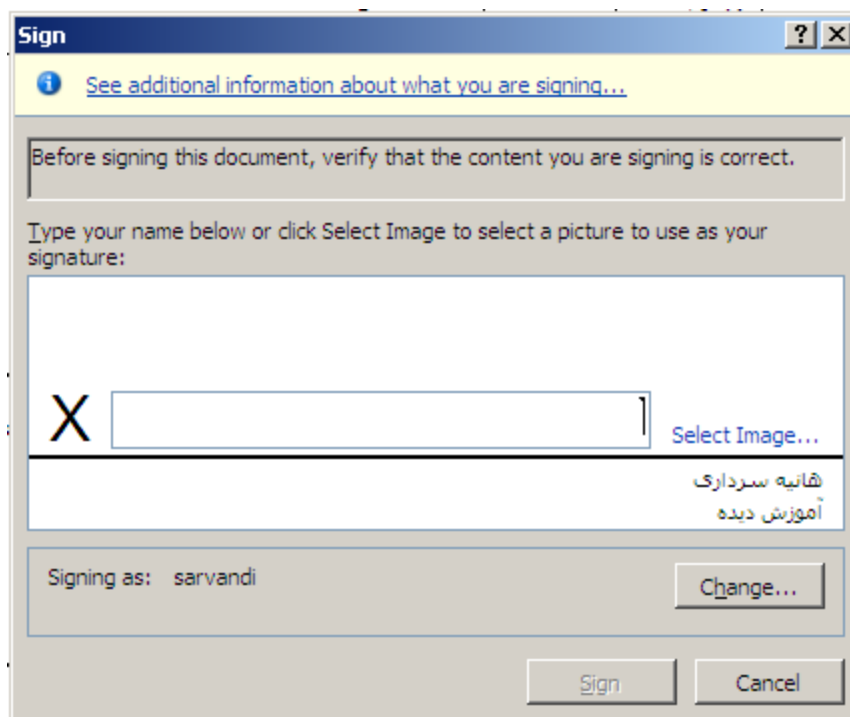 Sign
See additional information about what you are signing...
Before signing this document, verify that the content you are signing is correct.
Type your name below or click Select Image to select a picture to use as your
signature:
X
Select Image...
هانیه سرداری
آموزش دیده
Signing as: sarvandi
Change...
Sign
Cancel